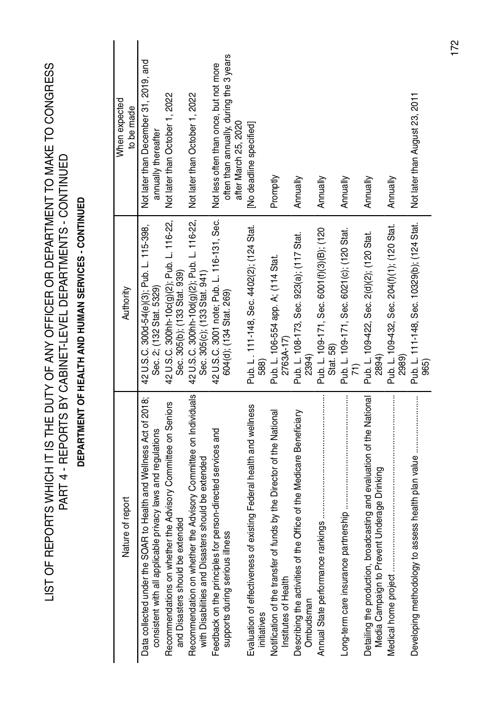 LIST OF REPORTS WHICH IT IS THE DUTY OF ANY OFFICER OR DEPARTMENT TO MAKE TO CONGRESS
PART 4 - REPORTS BY CABINET-LEVEL DEPARTMENTS - CONTINUED
DEPARTMENT OF HEALTH AND HUMAN SERVICES - CONTINUED
Nature of report
Authority
When expected
to be made
Data collected under the SOAR to Health and Wellness Act of 2018;
consistent with all applicable privacy laws and regulations
42 U.S.C. 300d-54(e)(3); Pub. L. 115-398,
Sec. 2; (132 Stat. 5329)
Not later than December 31, 2019, and
annually thereafter
Recommendations on whether the Advisory Committee on Seniors
and Disasters should be extended
42 U.S.C. 300hh-10c(g)(2); Pub. L. 116-22,
Sec. 305(b); (133 Stat. 939)
Not later than October 1, 2022
Recommendation on whether the Advisory Committee on Individuals
with Disabilities and Disasters should be extended
42 U.S.C. 300hh-10d(g)(2); Pub. L. 116-22,
Sec. 305(c); (133 Stat. 941)
Not later than October 1, 2022
Feedback on the principles for person-directed services and
supports during serious illness
42 U.S.C. 3001 note; Pub. L. 116-131, Sec.
604(d); (134 Stat. 269)
Not less often than once, but not more
often than annually, during the 3 years
after March 25, 2020
Evaluation of effectiveness of existing Federal health and wellness
initiatives
Pub. L. 111-148, Sec. 4402(2); (124 Stat.
588)
[No deadline specified]
Notification of the transfer of funds by the Director of the National
Institutes of Health
Pub. L. 106-554 app. A; (114 Stat.
2763A-17)
Promptly
Describing the activities of the Office of the Medicare Beneficiary
Ombudsman
Pub. L. 108-173, Sec. 923(a); (117 Stat.
2394)
Annually
Annual State performance rankings
Pub. L. 109-171, Sec. 6001(f)(3)(B); (120
Stat. 58)
Annually
Long-term care insurance partnership
Pub. L. 109-171, Sec. 6021(c); (120 Stat.
71)
Annually
Detailing the production, broadcasting and evaluation of the National
Media Campaign to Prevent Underage Drinking
Pub. L. 109-422, Sec. 2(d)(2); (120 Stat.
2894)
Annually
Medical home project
Pub. L. 109-432, Sec. 204(f)(1); (120 Stat.
2989)
Annually
Developing methodology to assess health plan value
Pub. L. 111-148, Sec. 10329(b); (124 Stat.
965)
Not later than August 23, 2011
172